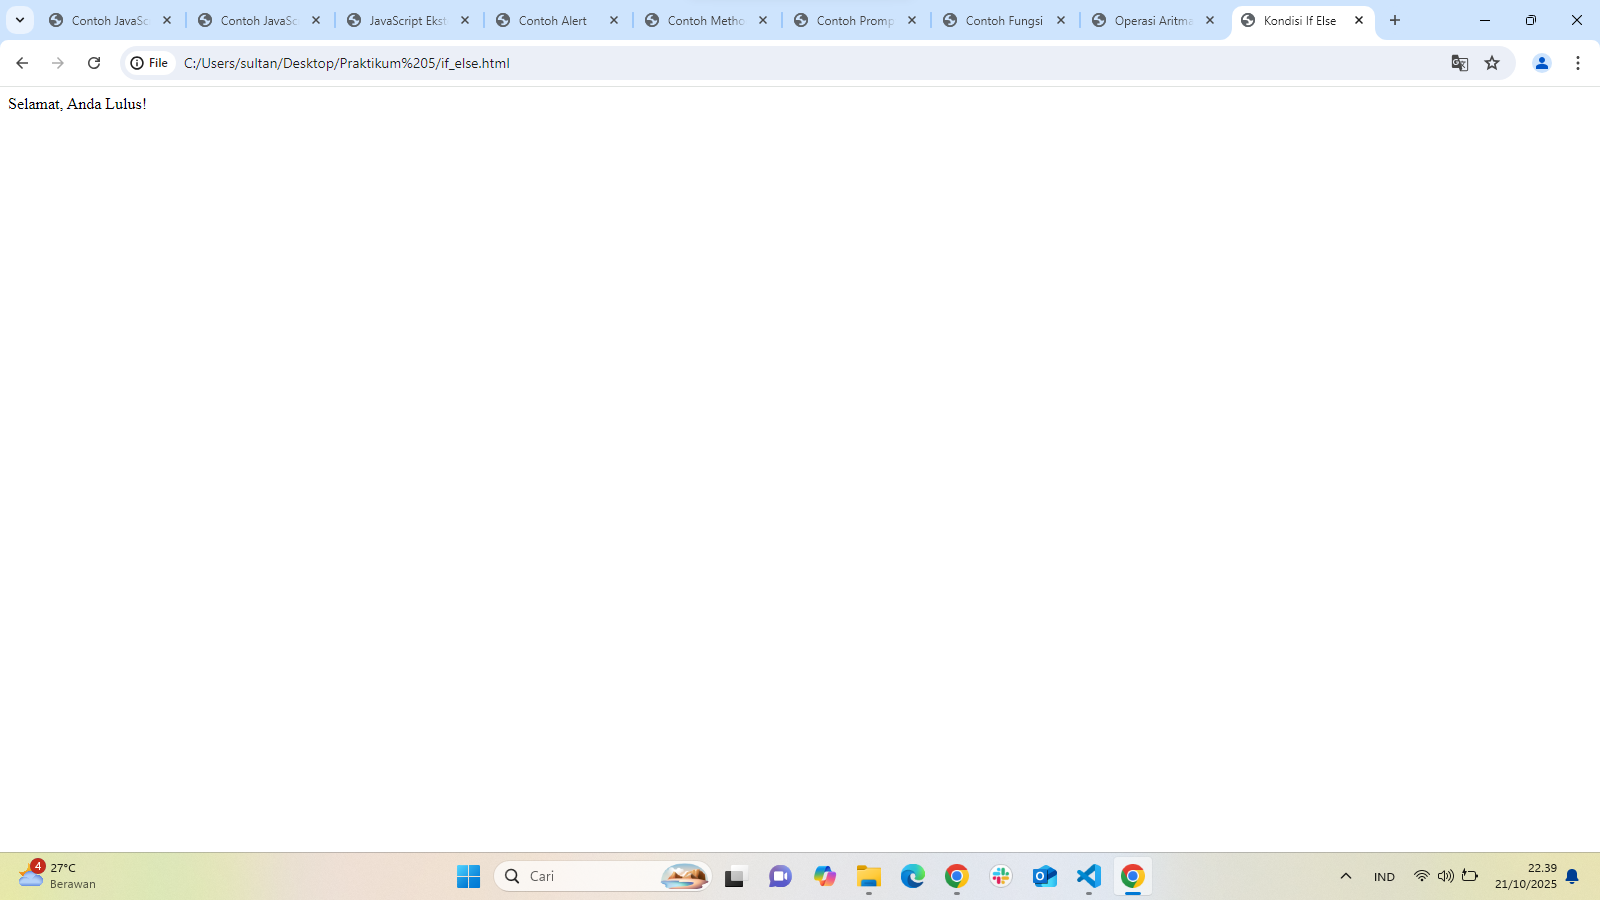 Contoh JavaSc
Contoh JavaSc
JavaScript Ekst
Contoh Alert
Contoh Metho
Contoh Promp
Contoh Fungsi
Operasi Aritma
Kondisi If Else
File
C:/Users/sultan/Desktop/Praktikum%205/if_else.html
Selamat, Anda Lulus!
4
27°C
Berawan
Cari
IND
22.39
21/10/2025